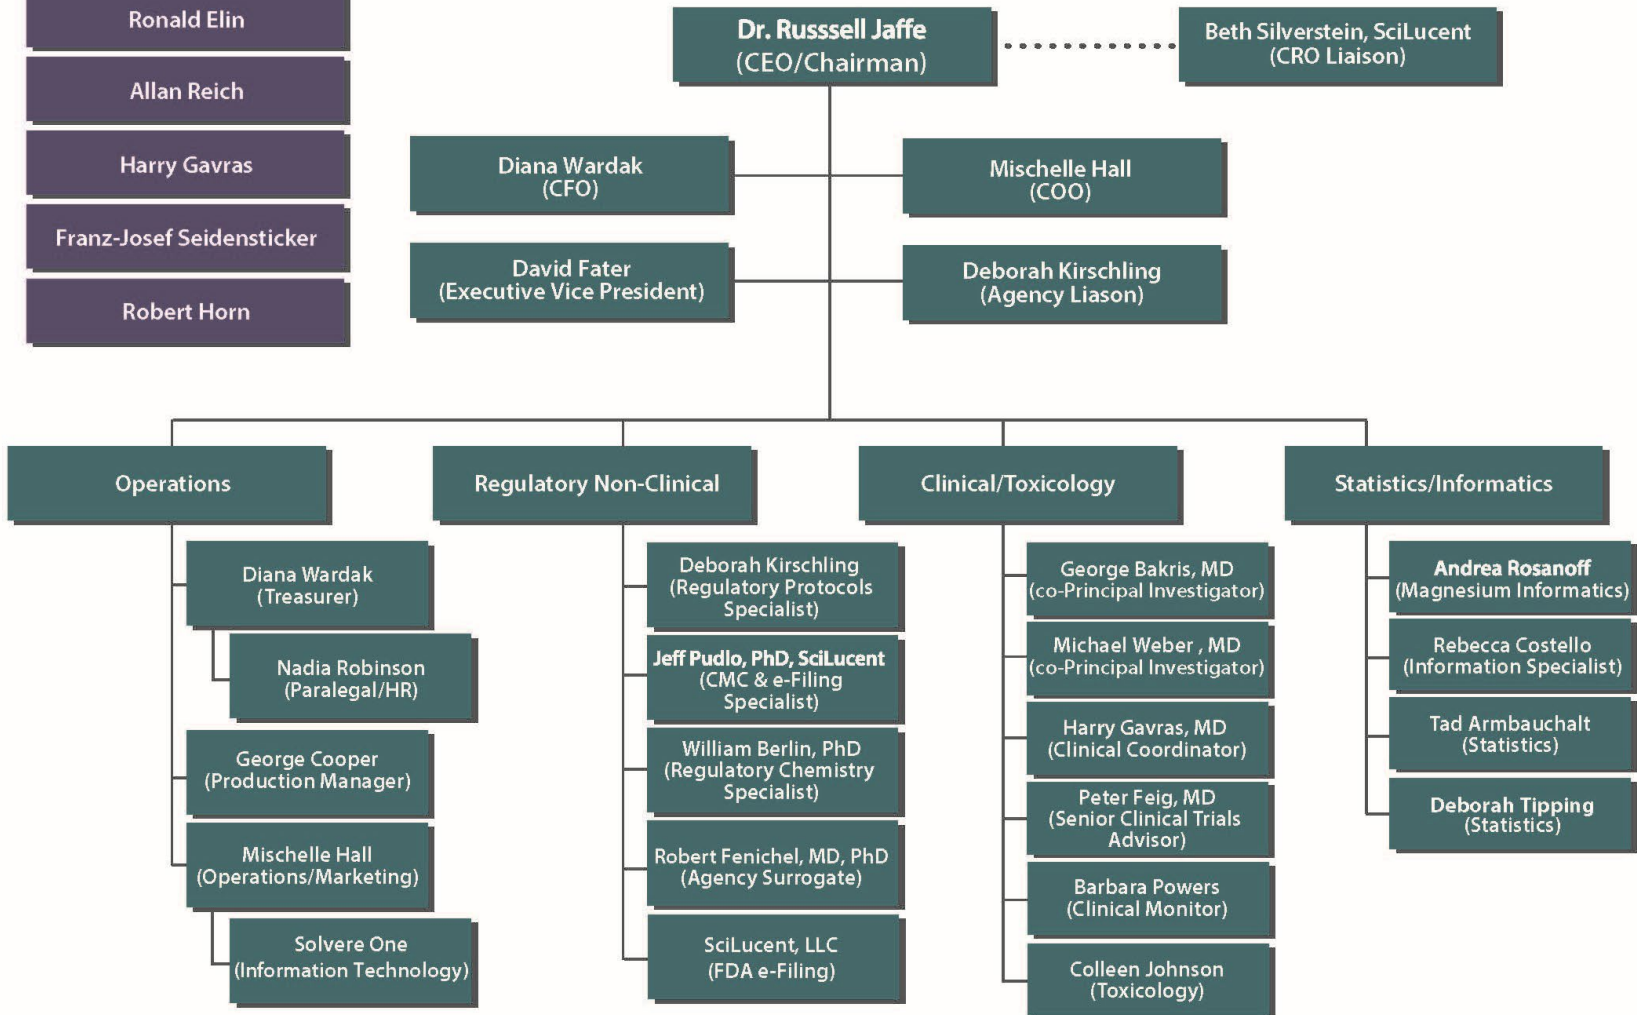 Ronald Elin
Allan Reich
Harry Gavras
Franz-Josef Seidensticker
Robert Horn
Dr. Russsell Jaffe
(CEO/Chairman)
Beth Silverstein, SciLucent
(CRO Liaison)
Diana Wardak
(CFO)
Mischelle Hall
(COO)
David Fater
(Executive Vice President)
Deborah Kirschling
(Agency Liason)
Operations
Diana Wardak
(Treasurer)
Nadia Robinson
(Paralegal/HR)
George Cooper
(Production Manager)
Mischelle Hall
(Operations/Marketing)
Solvere One
(Information Technology)
Regulatory Non-Clinical
Deborah Kirschling
(Regulatory Protocols
Specialist)
Jeff Pudlo, PhD, SciLucent
(CMC & e-Filing
Specialist)
William Berlin, PhD
(Regulatory Chemistry
Specialist)
Robert Fenichel, MD, PhD
(Agency Surrogate)
SciLucent, LLC
(FDA e-Filing)
Clinical/Toxicology
George Bakris, MD
(co-Principal Investigator)
Michael Weber , MD
(co-Principal Investigator)
Harry Gavras, MD
(Clinical Coordinator)
Peter Feig, MD
(Senior Clinical Trials
Advisor)
Barbara Powers
(Clinical Monitor)
Colleen Johnson
(Toxicology)
Statistics/Informatics
Andrea Rosanoff
(Magnesium Informatics)
Rebecca Costello
(Information Specialist)
Tad Armbauchalt
(Statistics)
Deborah Tipping
(Statistics)